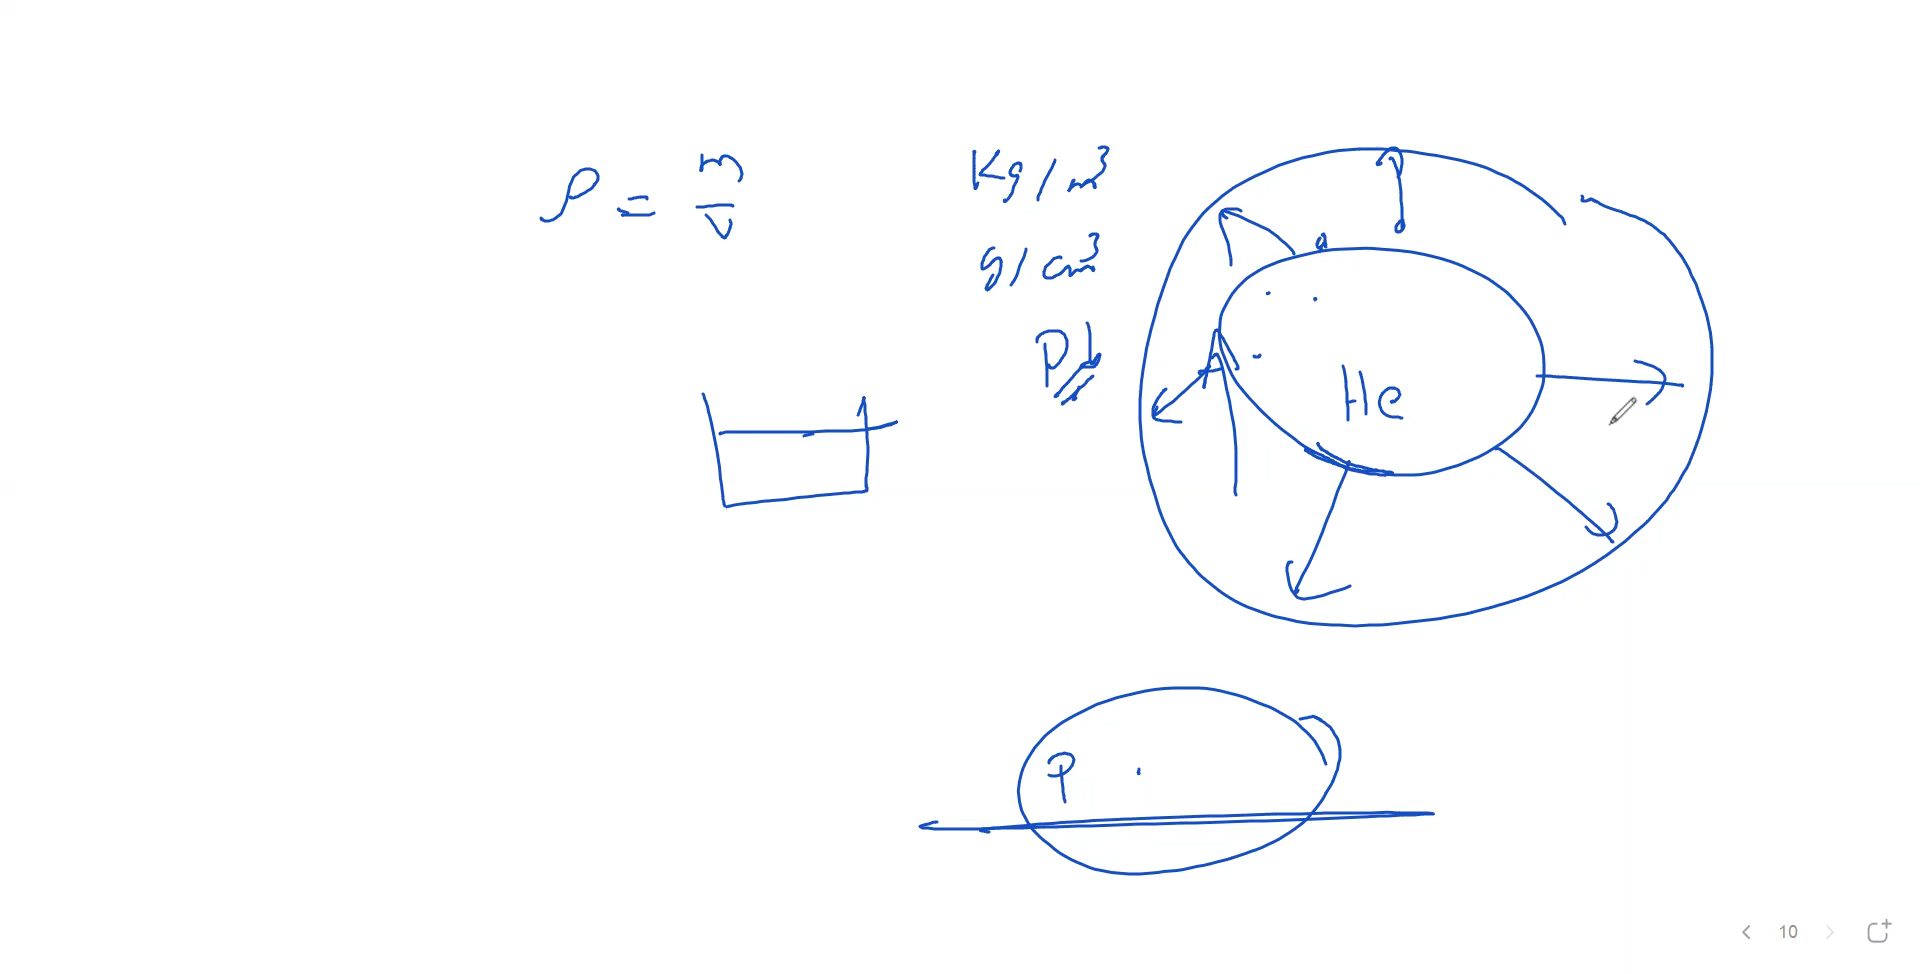 ρ = m/v
Kg/m³
g/cm³
P↓
He
P
10